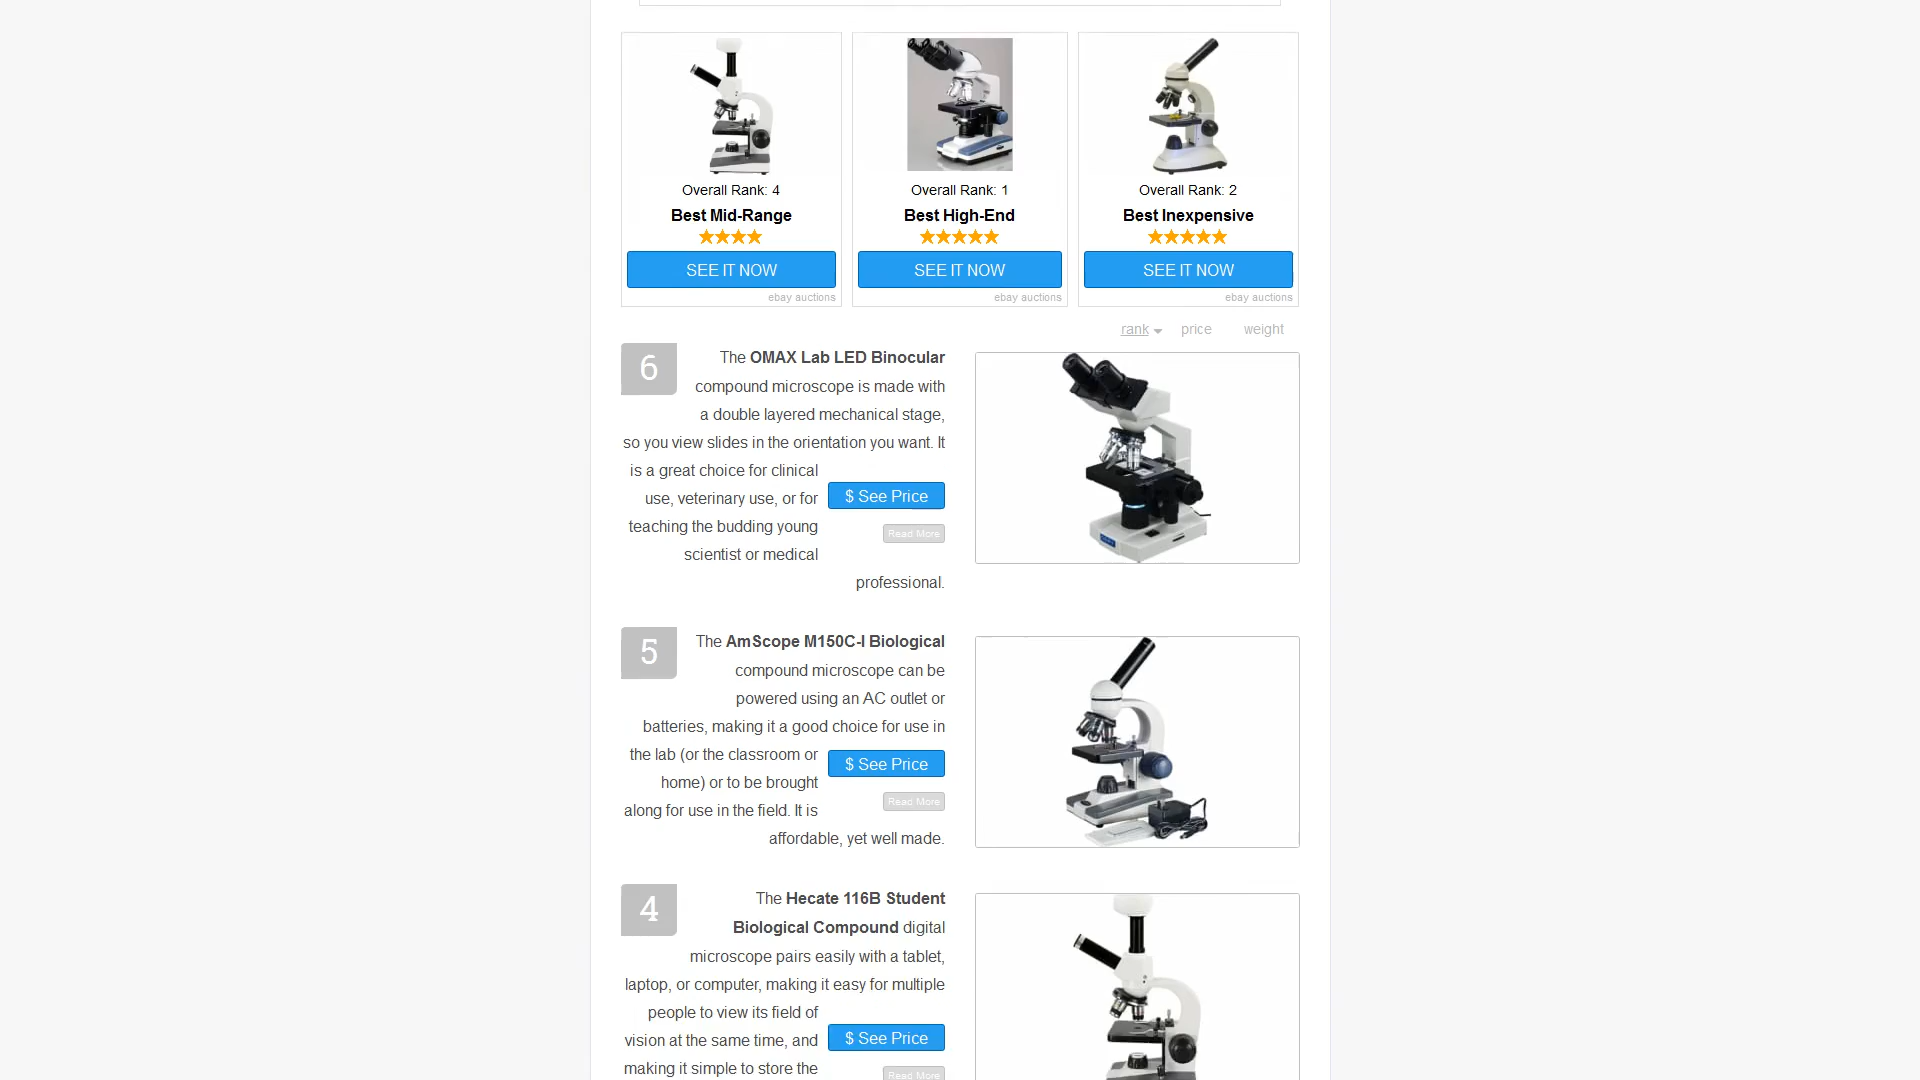 Overall Rank: 4
Best Mid-Range
SEE IT NOW
ebay auctions
Overall Rank: 1
Best High-End
SEE IT NOW
ebay auctions
Overall Rank: 2
Best Inexpensive
SEE IT NOW
ebay auctions
rank price weight
6
The OMAX Lab LED Binocular
compound microscope is made with
a double layered mechanical stage,
so you view slides in the orientation you want. It
is a great choice for clinical
use, veterinary use, or for
teaching the budding young
scientist or medical
professional.
$ See Price
Read More
5
The AmScope M150C-I Biological
compound microscope can be
powered using an AC outlet or
batteries, making it a good choice for use in
the lab (or the classroom or
home) or to be brought
along for use in the field. It is
affordable, yet well made.
$ See Price
Read More
4
The Hecate 116B Student
Biological Compound digital
microscope pairs easily with a tablet,
laptop, or computer, making it easy for multiple
people to view its field of
vision at the same time, and
making it simple to store the
$ See Price
Read More